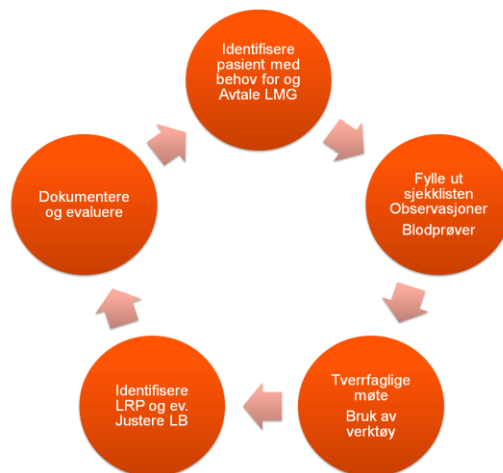 Identifisere
pasient med
behov for og
Avtale LMG
Fylle ut
sjekklisten
Observasjoner
Blodprøver
Tverrfaglige
møte
Bruk av
verktøy
Identifisere
LRP og ev.
Justere LB
Dokumentere
og evaluere